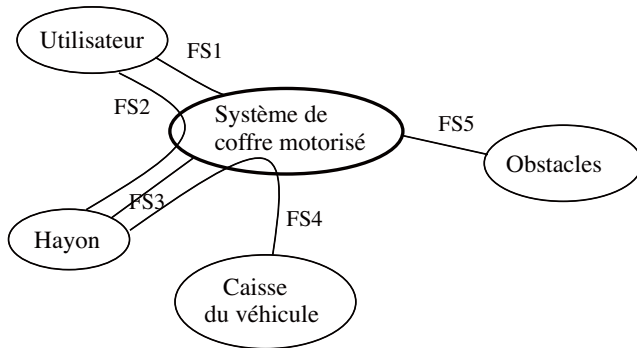 Utilisateur
FS1
FS2
Système de
coffre motorisé
FS5
Obstacles
FS3
Hayon
FS4
Caisse
du véhicule